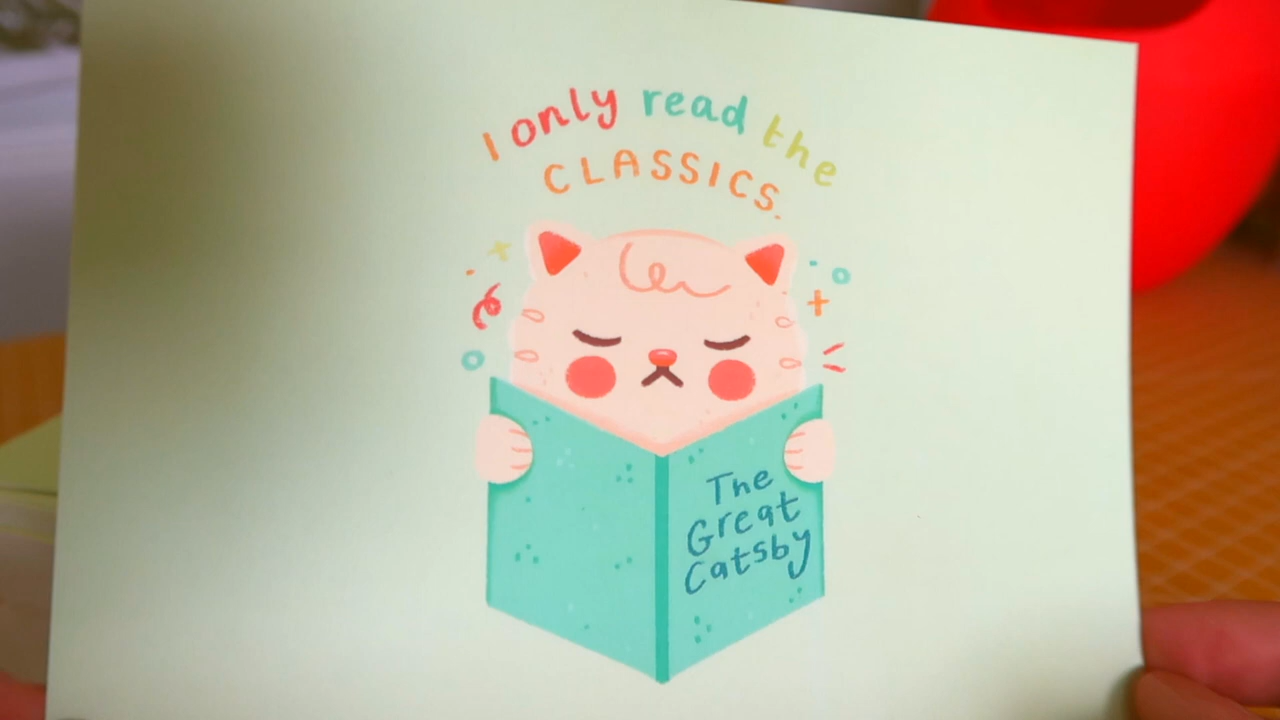 I only read the
CLASSICS.
The
Great
Catsby